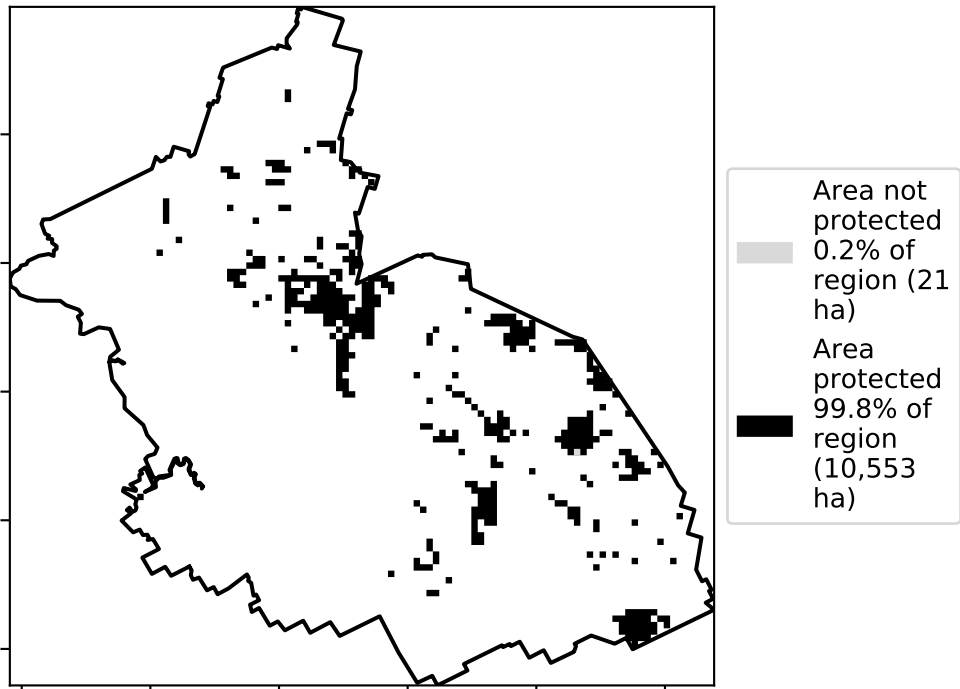 Area not
protected
0.2% of
region (21
ha)
Area
protected
99.8% of
region
(10,553
ha)